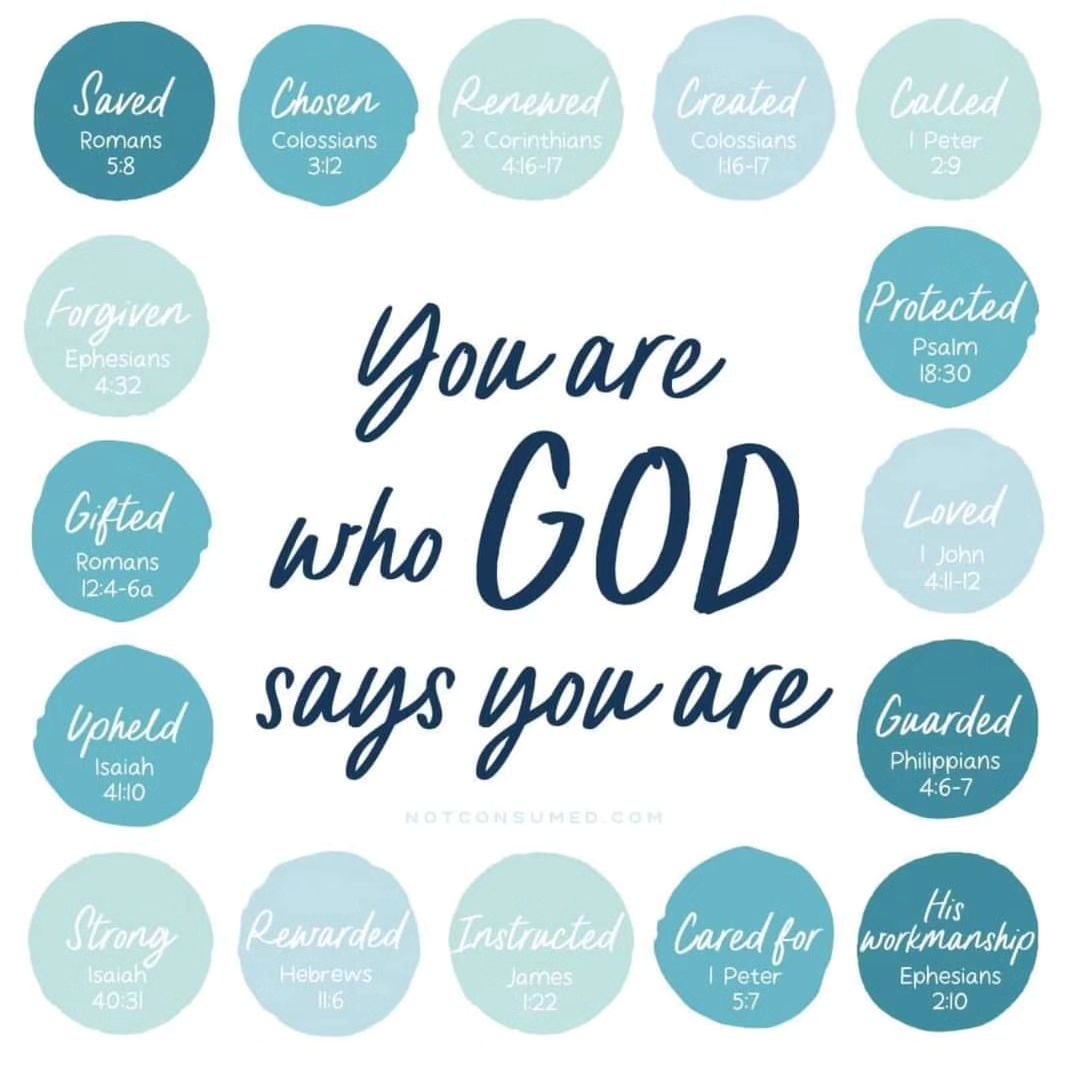 Saved
Romans
5:8
Chosen
Colossians
3:12
Renewed
2 Corinthians
4:16-17
Created
Colossians
1:16-17
Called
1 Peter
2:9
Forgiven
Ephesians
4:32
Protected
Psalm
18:30
You are
who GOD
says you are
Gifted
Romans
12:4-6a
Loved
1 John
4:11-12
Upheld
Isaiah
41:10
Guarded
Philippians
4:6-7
NOTCONSUMED.COM
Strong
Isaiah
40:31
Rewarded
Hebrews
11:6
Instructed
James
1:22
Cared for
1 Peter
5:7
His
workmanship
Ephesians
2:10